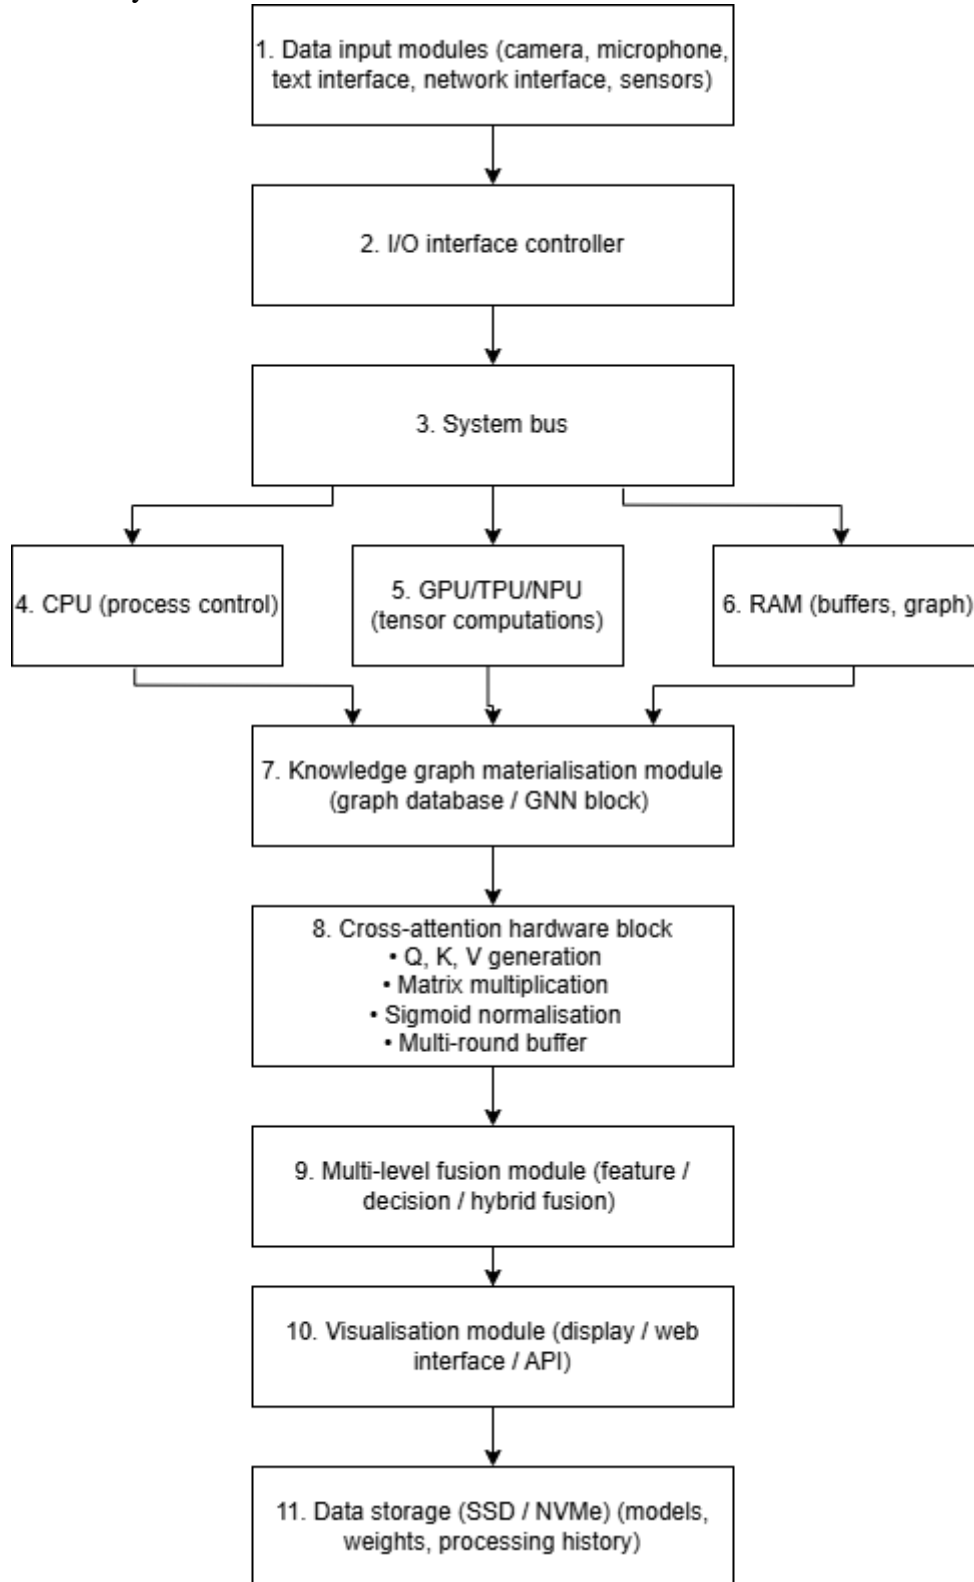 1. Data input modules (camera, microphone,
text interface, network interface, sensors)
2. I/O interface controller
3. System bus
4. CPU (process control)
5. GPU/TPU/NPU
(tensor computations)
6. RAM (buffers, graph)
7. Knowledge graph materialisation module
(graph database / GNN block)
8. Cross-attention hardware block
• Q, K, V generation
• Matrix multiplication
• Sigmoid normalisation
• Multi-round buffer
9. Multi-level fusion module (feature /
decision / hybrid fusion)
10. Visualisation module (display / web
interface / API)
11. Data storage (SSD / NVMe) (models,
weights, processing history)